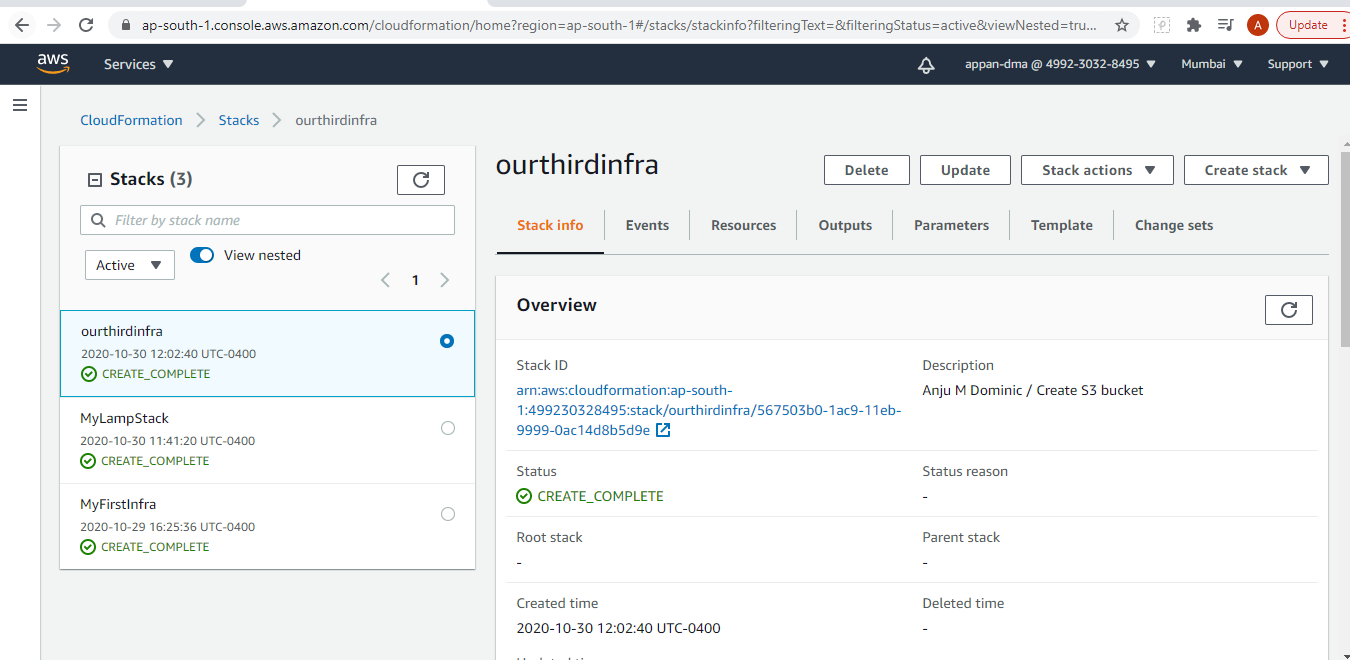 ap-south-1.console.aws.amazon.com/cloudformation/home?region=ap-south-1#/stacks/stackinfo?filteringText=&filteringStatus=active&viewNested=tru...
A
Update
aws
Services
appan-dma @ 4992-3032-8495
Mumbai
Support
CloudFormation
Stacks
ourthirdinfra
Stacks (3)
Filter by stack name
Active
View nested
1
ourthirdinfra
2020-10-30 12:02:40 UTC-0400
CREATE_COMPLETE
MyLampStack
2020-10-30 11:41:20 UTC-0400
CREATE_COMPLETE
MyFirstInfra
2020-10-29 16:25:36 UTC-0400
CREATE_COMPLETE
ourthirdinfra
Delete
Update
Stack actions
Create stack
Stack info
Events
Resources
Outputs
Parameters
Template
Change sets
Overview
Stack ID
arn:aws:cloudformation:ap-south-
1:499230328495:stack/ourthirdinfra/567503b0-1ac9-11eb-
9999-0ac14d8b5d9e
Description
Anju M Dominic / Create S3 bucket
Status
CREATE_COMPLETE
Status reason
-
Root stack
-
Parent stack
-
Created time
2020-10-30 12:02:40 UTC-0400
Deleted time
-